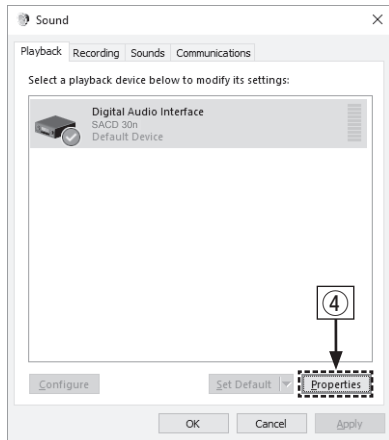 Sound
Playback Recording Sounds Communications
Select a playback device below to modify its settings:
Digital Audio Interface
SACD 30n
Default Device
④
Configure Set Default Properties
OK Cancel Apply